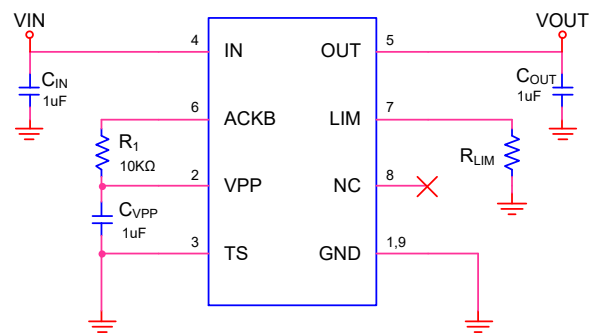 VIN
VOUT
4 IN OUT 5
CIN
1uF
COUT
1uF
6 ACKB LIM 7
R1
10KΩ
RLIM
2 VPP NC 8
CVPP
1uF
3 TS GND 1,9